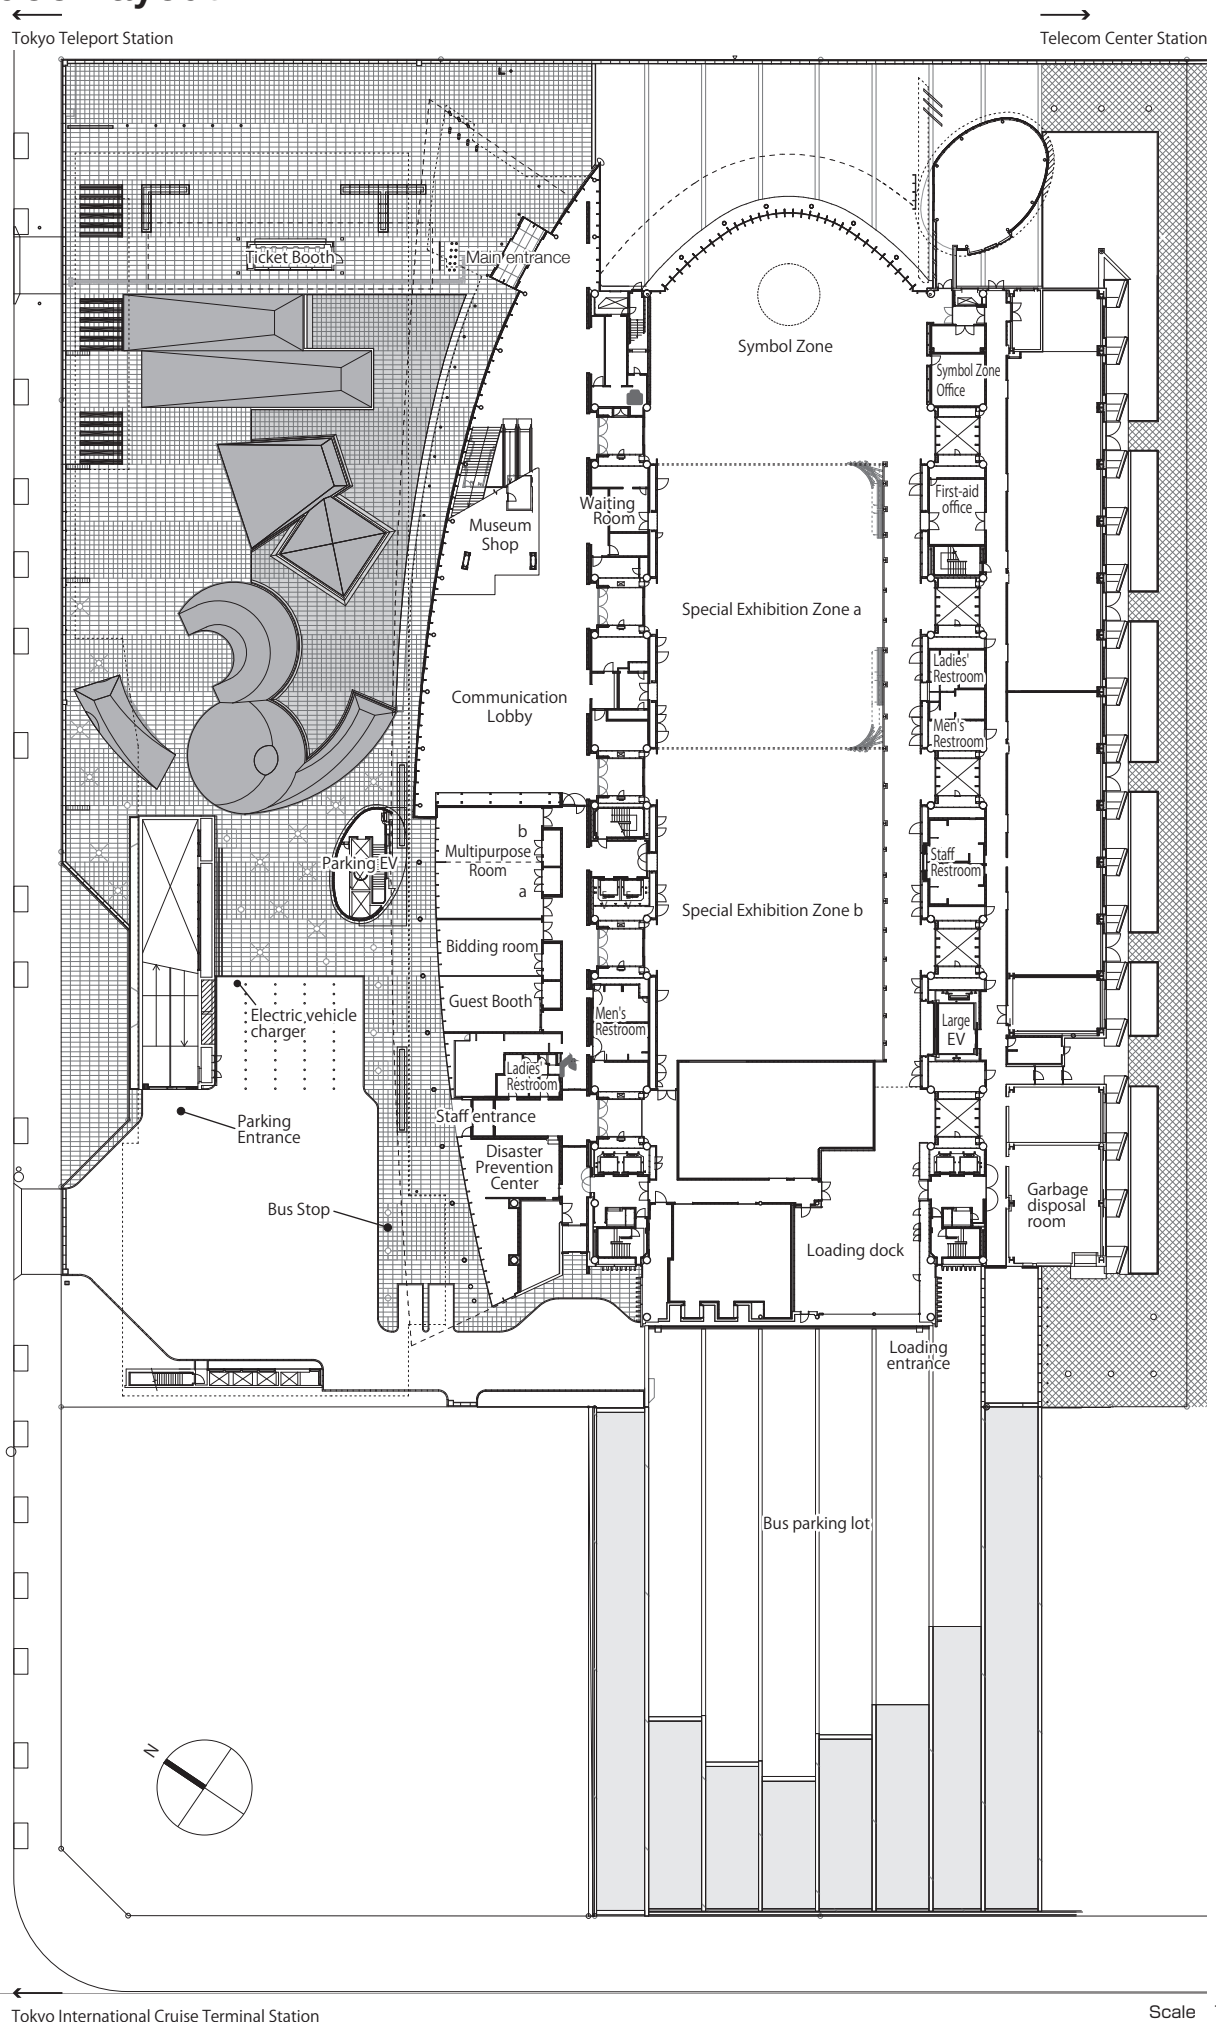 Tokyo Teleport Station
Telecom Center Station
Ticket Booth
Main entrance
Symbol Zone
Symbol Zone
Office
Waiting
Room
First-aid
office
Museum
Shop
Special Exhibition Zone a
Ladies'
Restroom
Communication
Lobby
Men's
Restroom
b
Multipurpose
Room
a
Parking EV
Staff
Restroom
Special Exhibition Zone b
Bidding room
Guest Booth
Electric vehicle
charger
Men's
Restroom
Large
EV
Ladies'
Restroom
Staff entrance
Parking
Entrance
Disaster
Prevention
Center
Bus Stop
Garbage
disposal
room
Loading dock
Loading
entrance
Bus parking lot
N
Tokyo International Cruise Terminal Station
Scale